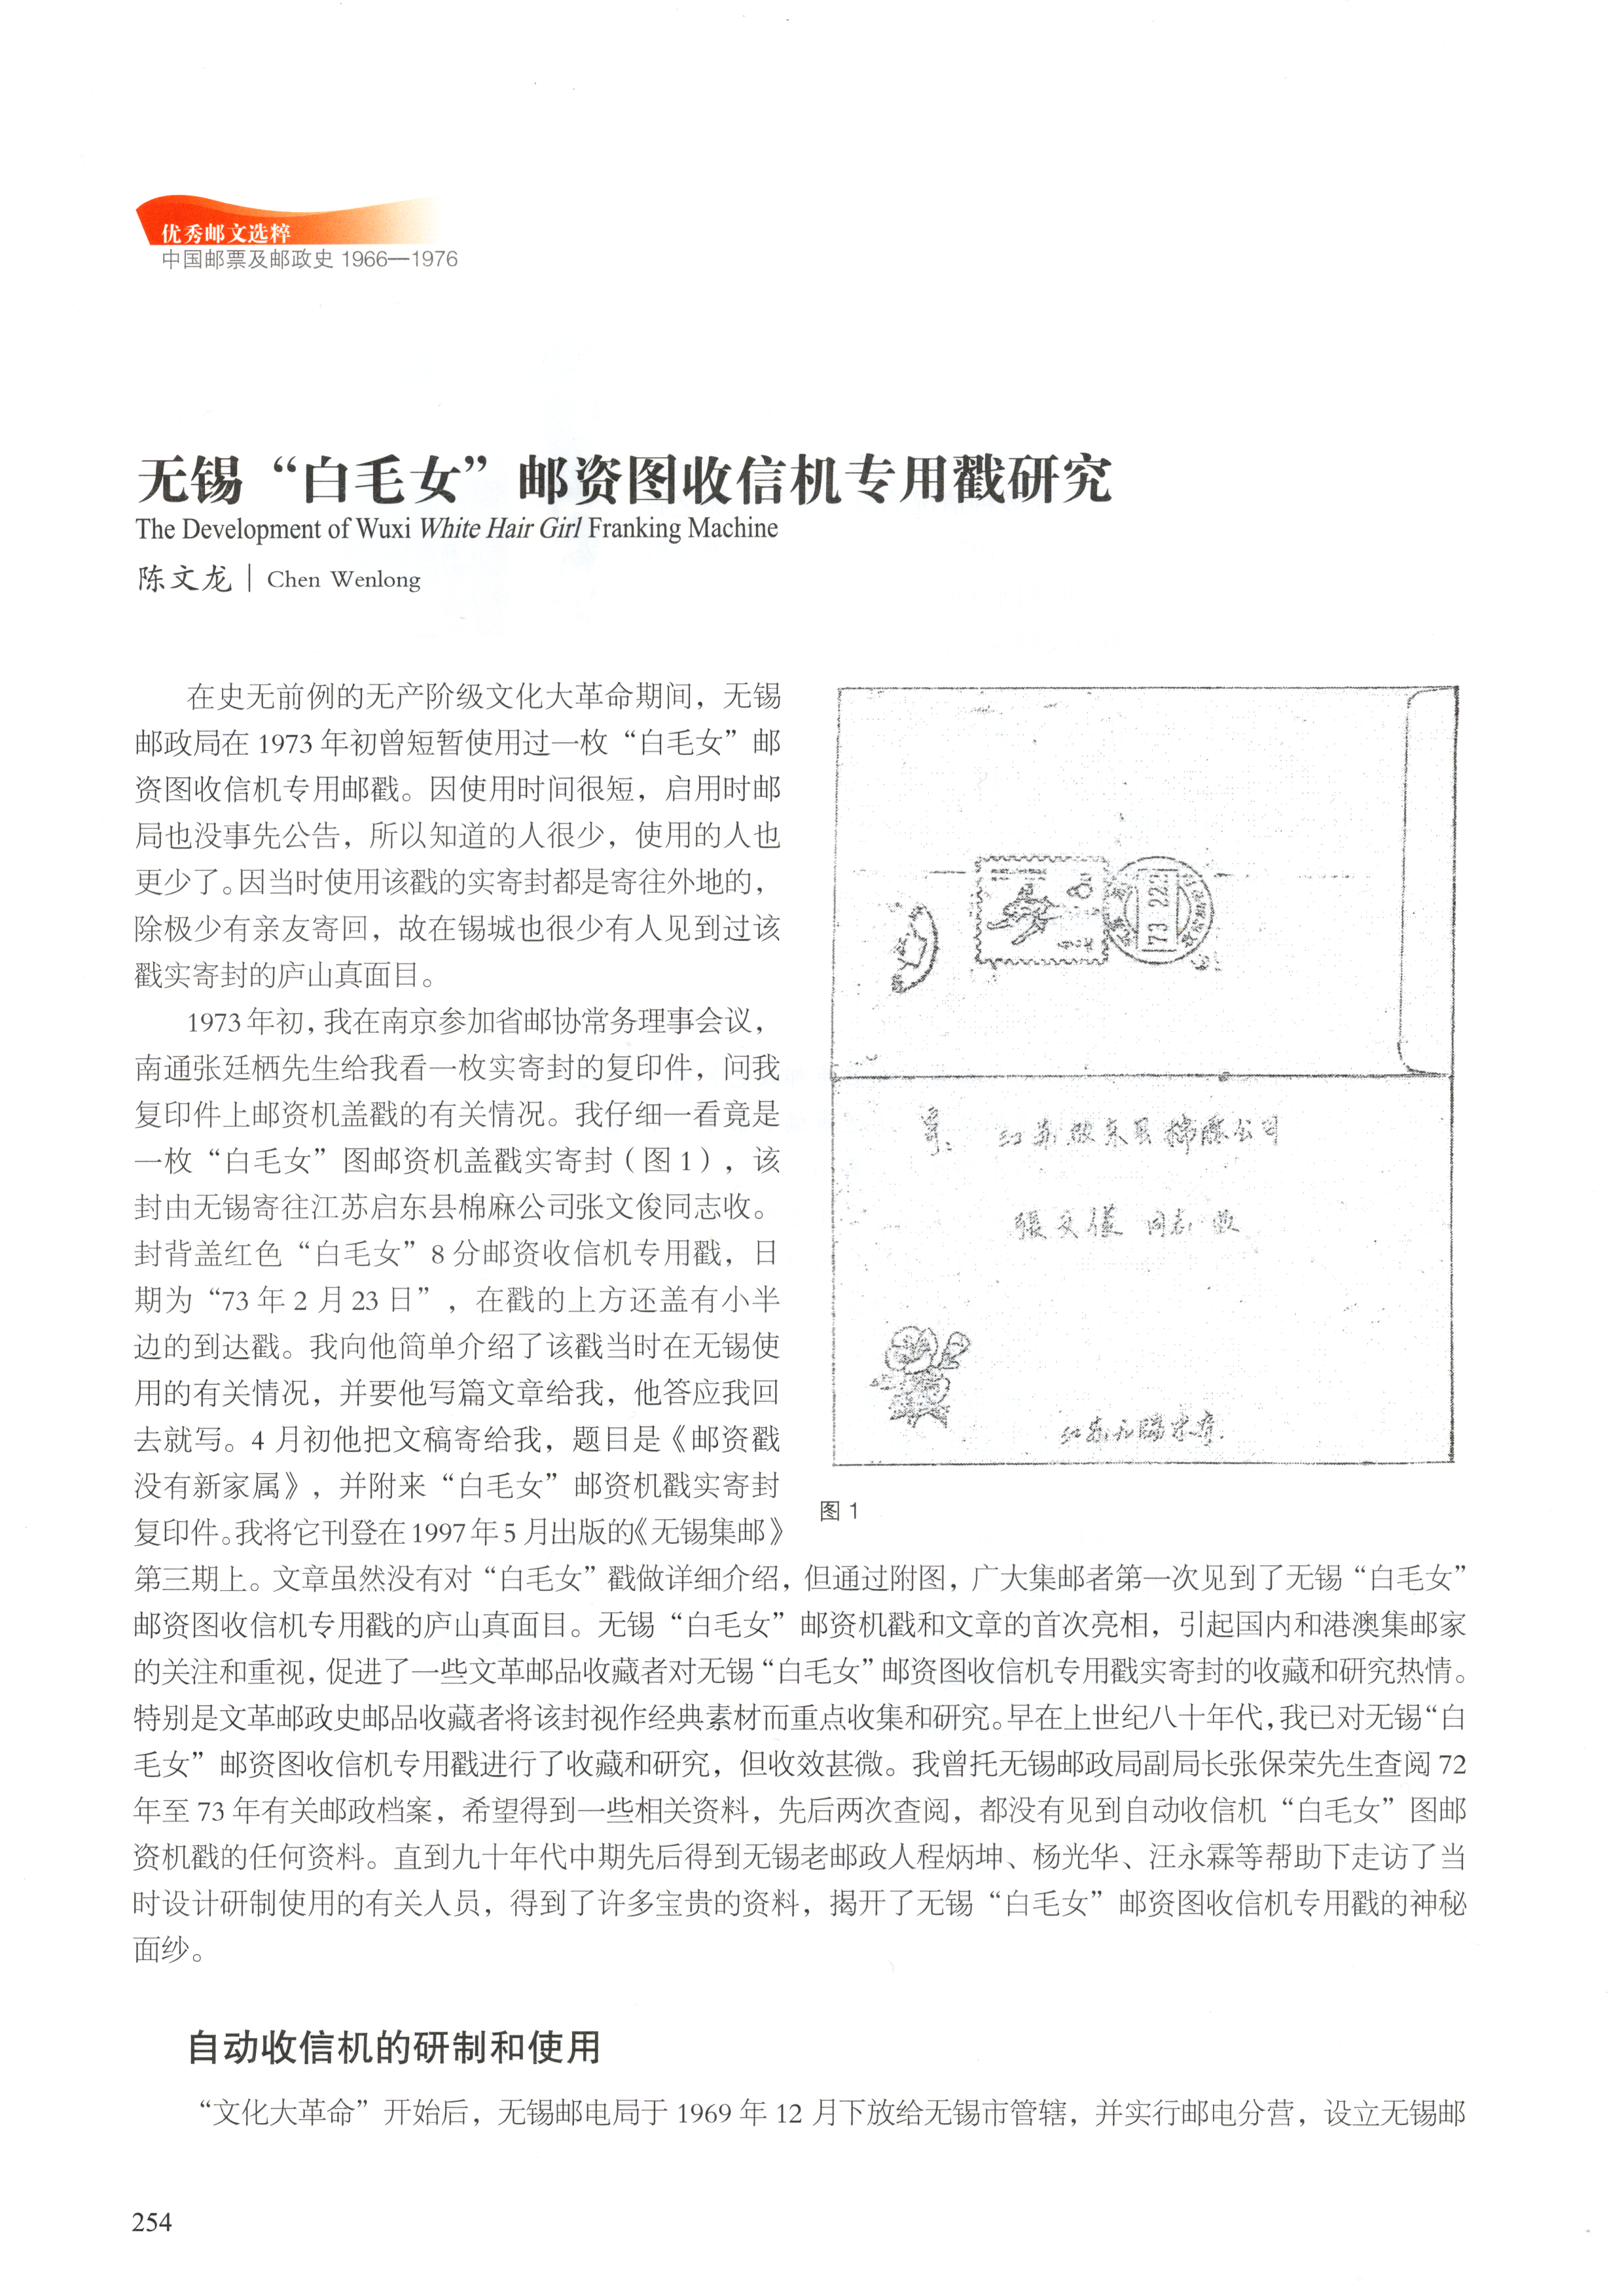 优秀邮文选粹
中国邮票及邮政史 1966—1976
无锡“白毛女”邮资图收信机专用戳研究
The Development of Wuxi White Hair Girl Franking Machine
陈文龙 | Chen Wenlong
在史无前例的无产阶级文化大革命期间，无锡
邮政局在 1973 年初曾短暂使用过一枚“白毛女”邮
资图收信机专用邮戳。因使用时间很短，启用时邮
局也没事先公告，所以知道的人很少，使用的人也
更少了。因当时使用该戳的实寄封都是寄往外地的，
除极少有亲友寄回，故在锡城也很少有人见到过该
戳实寄封的庐山真面目。
1973 年初，我在南京参加省邮协常务理事会议，
南通张廷栖先生给我看一枚实寄封的复印件，问我
复印件上邮资机盖戳的有关情况。我仔细一看竟是
一枚“白毛女”图邮资机盖戳实寄封（图 1），该
封由无锡寄往江苏启东县棉麻公司张文俊同志收。
封背盖红色“白毛女”8 分邮资收信机专用戳，日
期为“73 年 2 月 23 日”，在戳的上方还盖有小半
边的到达戳。我向他简单介绍了该戳当时在无锡使
用的有关情况，并要他写篇文章给我，他答应我回
去就写。4 月初他把文稿寄给我，题目是《邮资戳
没有新家属》，并附来“白毛女”邮资机戳实寄封
复印件。我将它刊登在 1997 年 5 月出版的《无锡集邮》
第三期上。文章虽然没有对“白毛女”戳做详细介绍，但通过附图，广大集邮者第一次见到了无锡“白毛女”
邮资图收信机专用戳的庐山真面目。无锡“白毛女”邮资机戳和文章的首次亮相，引起国内和港澳集邮家
的关注和重视，促进了一些文革邮品收藏者对无锡“白毛女”邮资图收信机专用戳实寄封的收藏和研究热情。
特别是文革邮政史邮品收藏者将该封视作经典素材而重点收集和研究。早在上世纪八十年代，我已对无锡“白
毛女”邮资图收信机专用戳进行了收藏和研究，但收效甚微。我曾托无锡邮政局副局长张保荣先生查阅 72
年至 73 年有关邮政档案，希望得到一些相关资料，先后两次查阅，都没有见到自动收信机“白毛女”图邮
资机戳的任何资料。直到九十年代中期先后得到无锡老邮政人程炳坤、杨光华、汪永霖等帮助下走访了当
时设计研制使用的有关人员，得到了许多宝贵的资料，揭开了无锡“白毛女”邮资图收信机专用戳的神秘
面纱。
73 2 22
公司
張文 同志 收
图 1
自动收信机的研制和使用
“文化大革命”开始后，无锡邮电局于 1969 年 12 月下放给无锡市管辖，并实行邮电分营，设立无锡邮
254